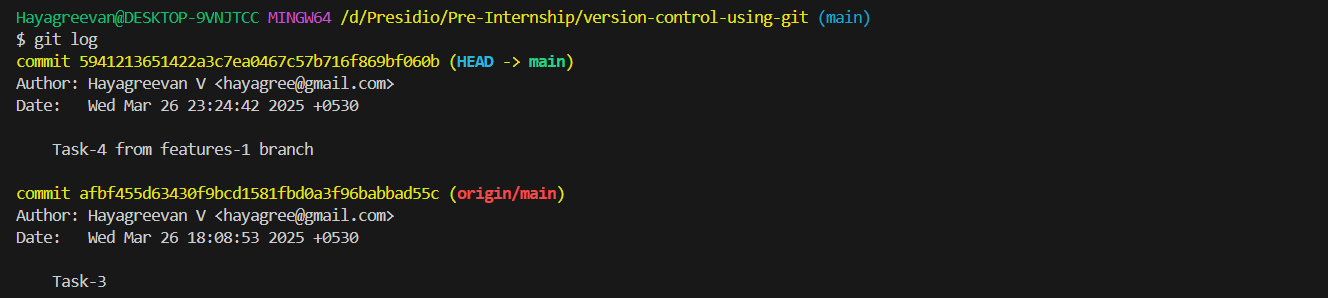 Hayagreevan@DESKTOP-9VNJTCC MINGW64 /d/Presidio/Pre-Internship/version-control-using-git (main)
$ git log
commit 5941213651422a3c7ea0467c57b716f869bf060b (HEAD -> main)
Author: Hayagreevan V <hayagree@gmail.com>
Date:   Wed Mar 26 23:24:42 2025 +0530
    Task-4 from features-1 branch
commit afbf455d63430f9bcd1581fbd0a3f96babbad55c (origin/main)
Author: Hayagreevan V <hayagree@gmail.com>
Date:   Wed Mar 26 18:08:53 2025 +0530
    Task-3